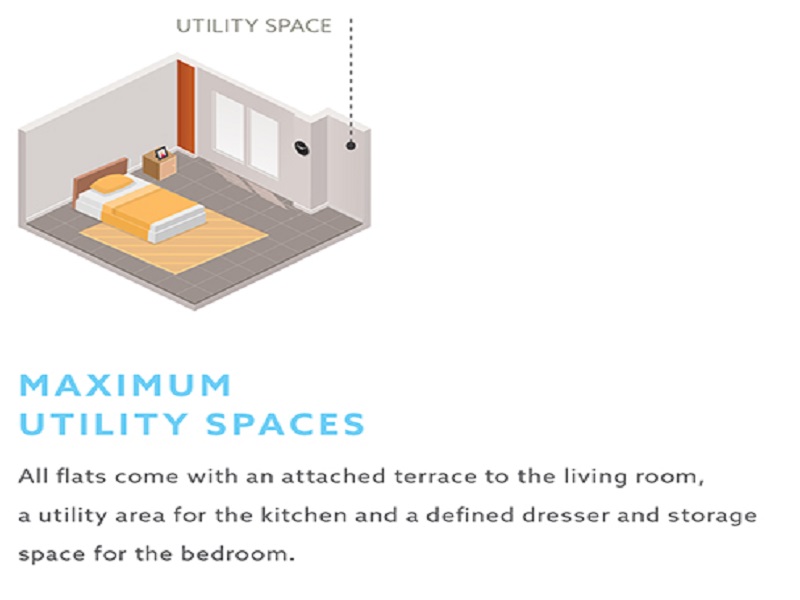 UTILITY SPACE
MAXIMUM
UTILITY SPACES
All flats come with an attached terrace to the living room,
a utility area for the kitchen and a defined dresser and storage
space for the bedroom.